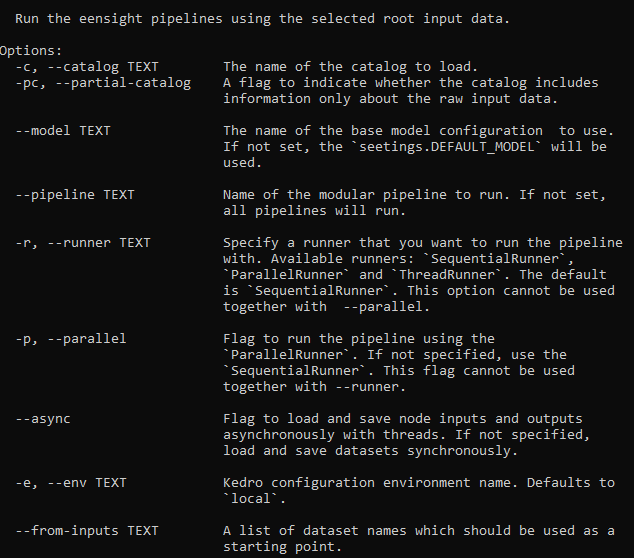 Run the eensight pipelines using the selected root input data.
Options:
-c, --catalog TEXT The name of the catalog to load.
-pc, --partial-catalog A flag to indicate whether the catalog includes
information only about the raw input data.
--model TEXT The name of the base model configuration  to use.
If not set, the `seetings.DEFAULT_MODEL` will be
used.
--pipeline TEXT Name of the modular pipeline to run. If not set,
all pipelines will run.
-r, --runner TEXT Specify a runner that you want to run the pipeline
with. Available runners: `SequentialRunner`,
`ParallelRunner` and `ThreadRunner`. The default
is `SequentialRunner`. This option cannot be used
together with  --parallel.
-p, --parallel Flag to run the pipeline using the
`ParallelRunner`. If not specified, use the
`SequentialRunner`. This flag cannot be used
together with --runner.
--async Flag to load and save node inputs and outputs
asynchronously with threads. If not specified,
load and save datasets synchronously.
-e, --env TEXT Kedro configuration environment name. Defaults to
`local`.
--from-inputs TEXT A list of dataset names which should be used as a
starting point.